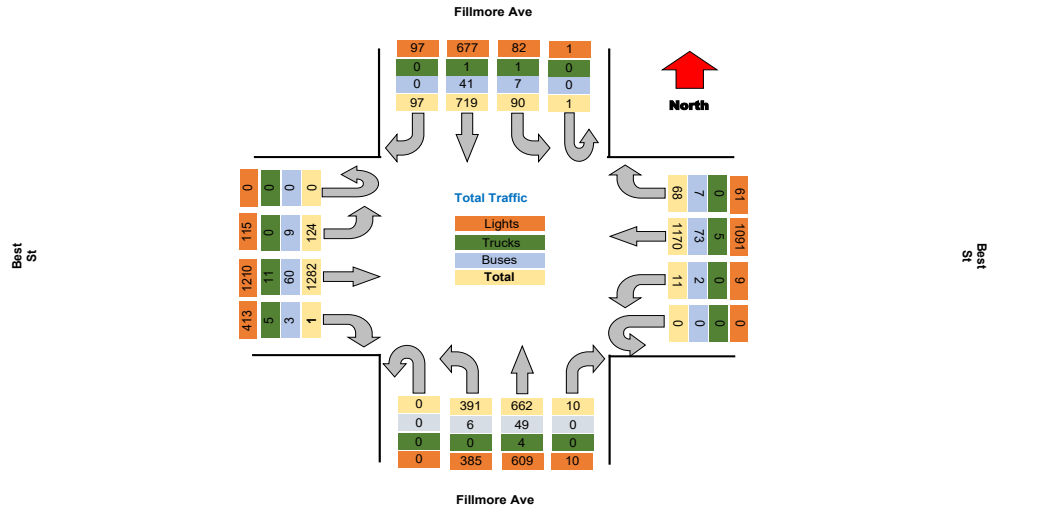 Fillmore Ave
97 677 82 1
0 1 1 0
0 41 7 0
97 719 90 1
North
0 0 0 0
115 0 9 124
1210 11 60 1282
413 5 3 1
Best
St
Total Traffic
Lights
Trucks
Buses
Total
68 7 0 61
1170 73 5 1091
11 2 0 9
0 0 0 0
Best
St
0 391 662 10
0 6 49 0
0 0 4 0
0 385 609 10
Fillmore Ave